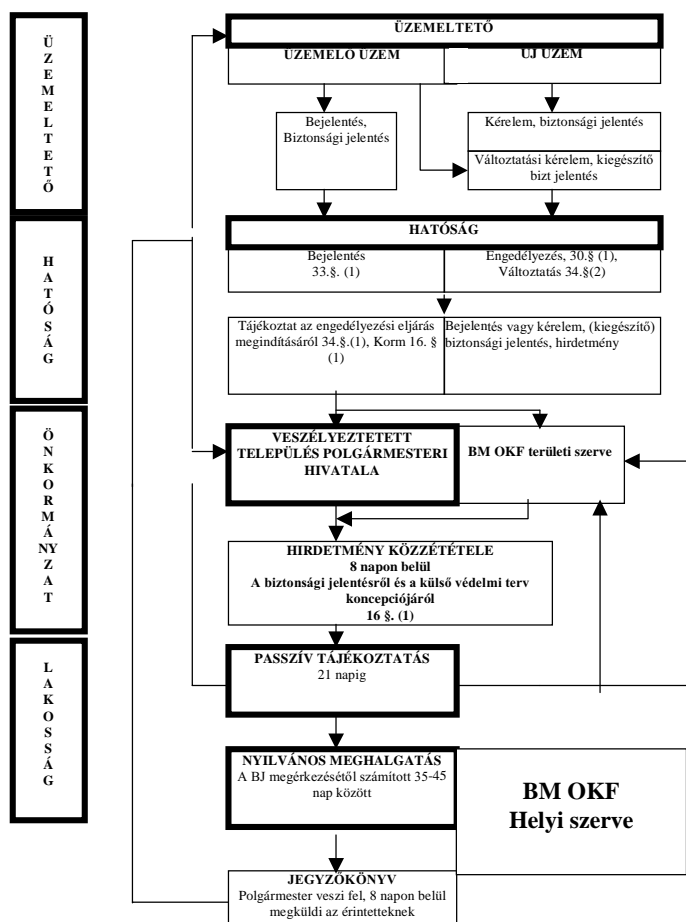 ÜZEMELTETŐ
HATÓSÁG
ÖNKORMÁNYZAT
LAKOSSÁG
ÜZEMELTETŐ
ÜZEMELŐ ÜZEM
ÚJ ÜZEM
Bejelentés,
Biztonsági jelentés
Kérelem, biztonsági jelentés
Változtatási kérelem, kiegészítő
bizt jelentés
HATÓSÁG
Bejelentés
33.§. (1)
Engedélyezés, 30.§ (1),
Változtatás 34.§(2)
Tájékoztat az engedélyezési eljárás
megindításáról 34.§.(1), Korm 16. §
(1)
Bejelentés vagy kérelem, (kiegészítő)
biztonsági jelentés, hirdetmény
VESZÉLYEZTETETT
TELEPÜLÉS POLGÁRMESTERI
HIVATALA
BM OKF területi szerve
HIRDETMÉNY KÖZZÉTÉTELE
8 napon belül
A biztonsági jelentésről és a külső védelmi terv
koncepciójáról
16 §. (1)
PASSZÍV TÁJÉKOZTATÁS
21 napig
NYILVÁNOS MEGHALGATÁS
A BJ megérkezésétől számított 35-45
nap között
BM OKF
Helyi szerve
JEGYZŐKÖNYV
Polgármester veszi fel, 8 napon belül
megküldi az érintetteknek